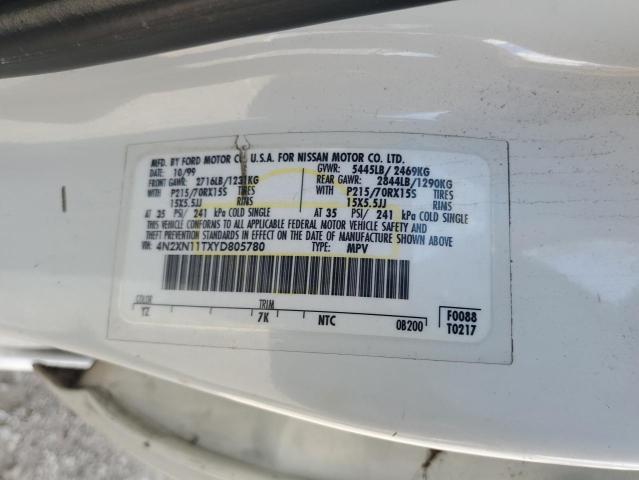 MFD. BY FORD MOTOR CO. U.S.A. FOR NISSAN MOTOR CO. LTD.
DATE: 10/99 GVWR: 5445LB/ 2469KG
FRONT GAWR: 2716LB/1231KG REAR GAWR: 2844LB/1290KG
WITH P215/70RX15S TIRES WITH P215/70RX15S TIRES
15X5.5JJ RIMS 15X5.5JJ RIMS
AT 35 PSI/ 241 kPa COLD SINGLE AT 35 PSI/ 241 kPa COLD SINGLE
THIS VEHICLE CONFORMS TO ALL APPLICABLE FEDERAL MOTOR VEHICLE SAFETY AND
THEFT PREVENTION STANDARDS IN EFFECT ON THE DATE OF MANUFACTURE SHOWN ABOVE.
VIN: 4N2XN11TXYD805780 TYPE: MPV
COLOR TRIM
YZ 7K NTC 0B200
F0088
T0217